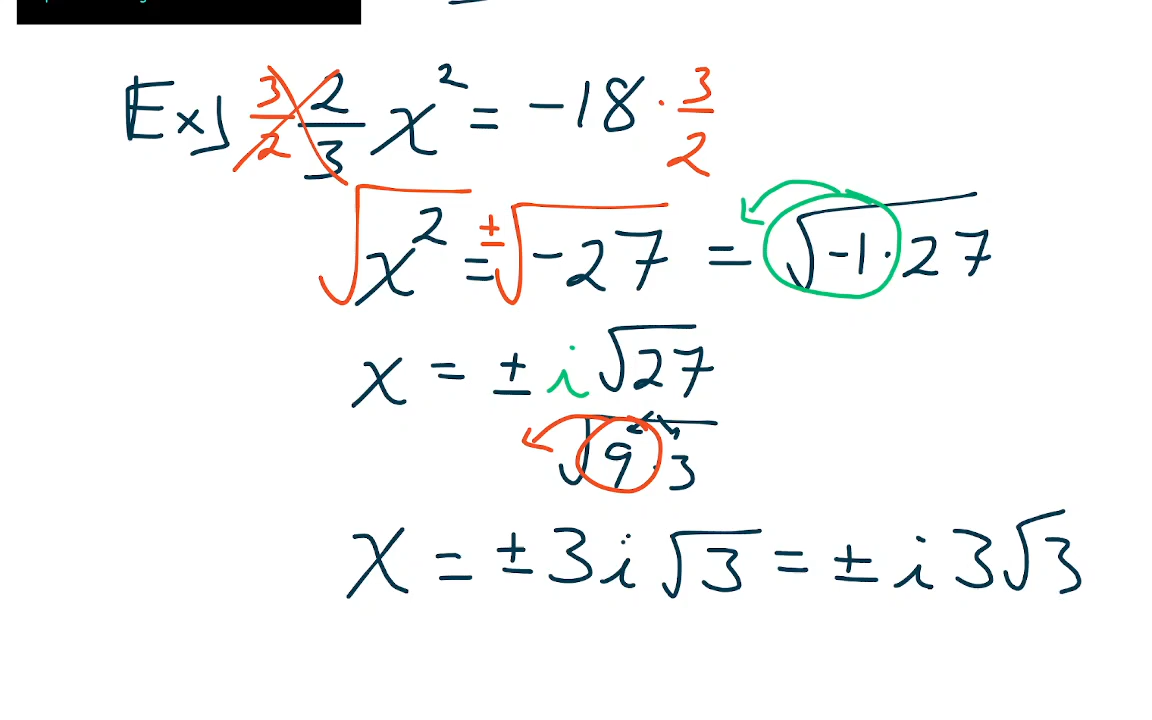 Ex) 3/2 · 2/3 x² = -18 · 3/2
√x² = ±√-27 = √-1·27
x = ± i √27
√9·3
x = ± 3i √3 = ± i 3√3